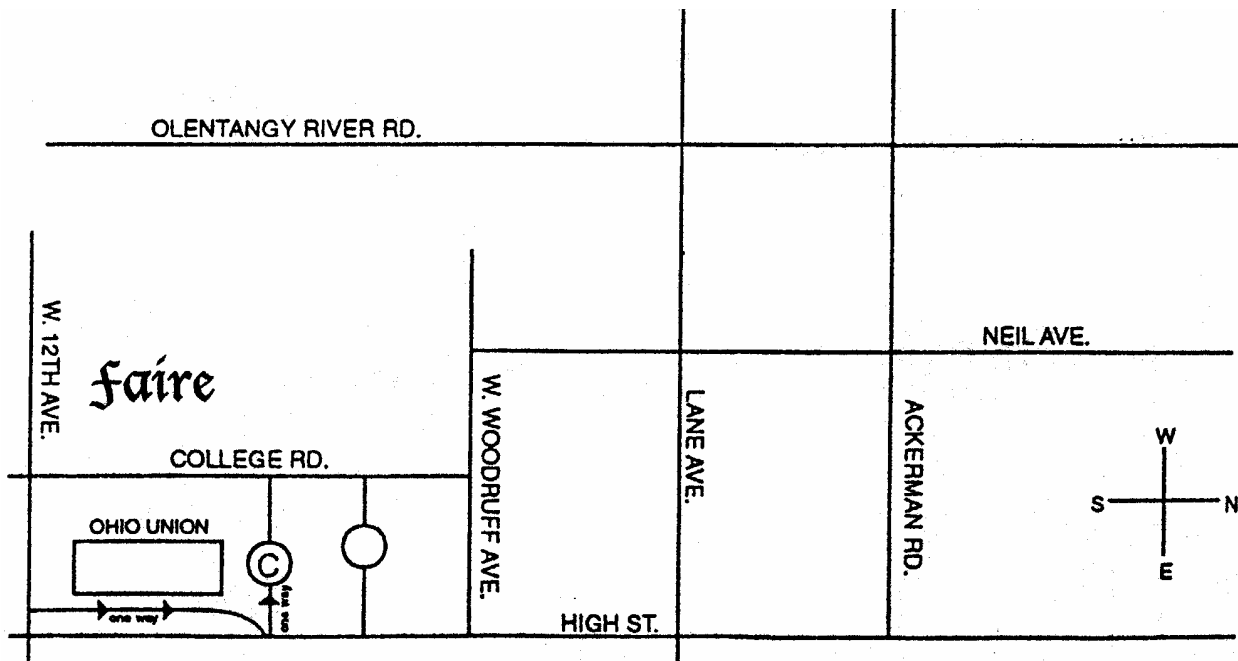 OLENTANGY RIVER RD.
NEIL AVE.
W. 12TH AVE.
faire
W. WOODRUFF AVE.
LANE AVE.
ACKERMAN RD.
COLLEGE RD.
W
S
N
E
OHIO UNION
C
one way
one way
HIGH ST.